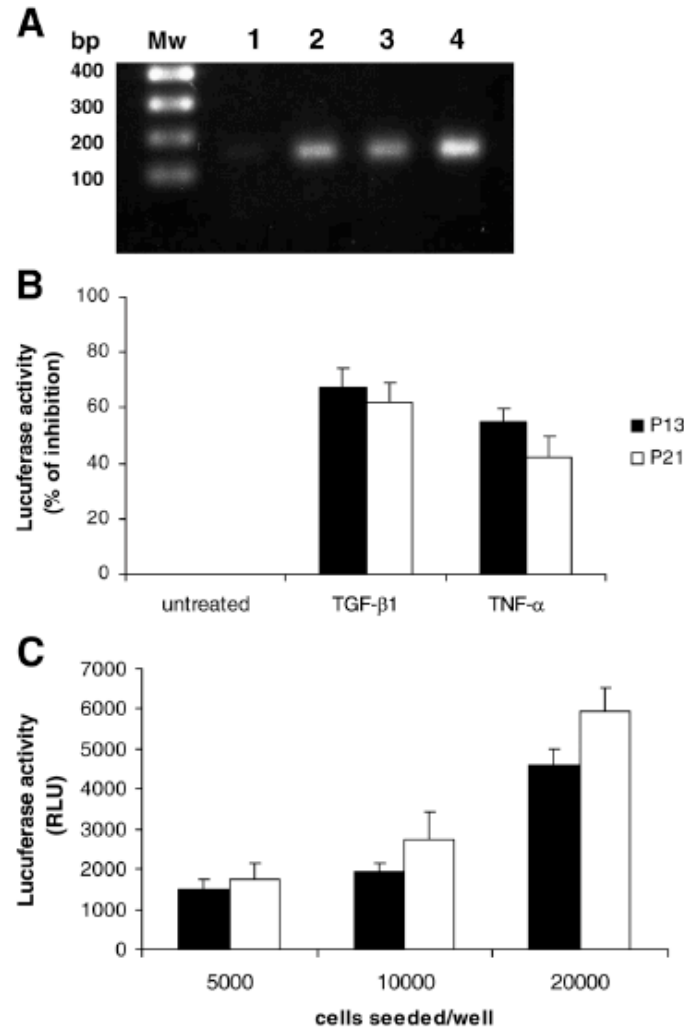 A
bp Mw 1 2 3 4
400
300
200
100
B
Lucuferase activity
(% of inhibition)
100
80
60
40
20
0
untreated TGF-β1 TNF-α
P13
P21
C
Lucuferase activity
(RLU)
7000
6000
5000
4000
3000
2000
1000
0
5000 10000 20000
cells seeded/well